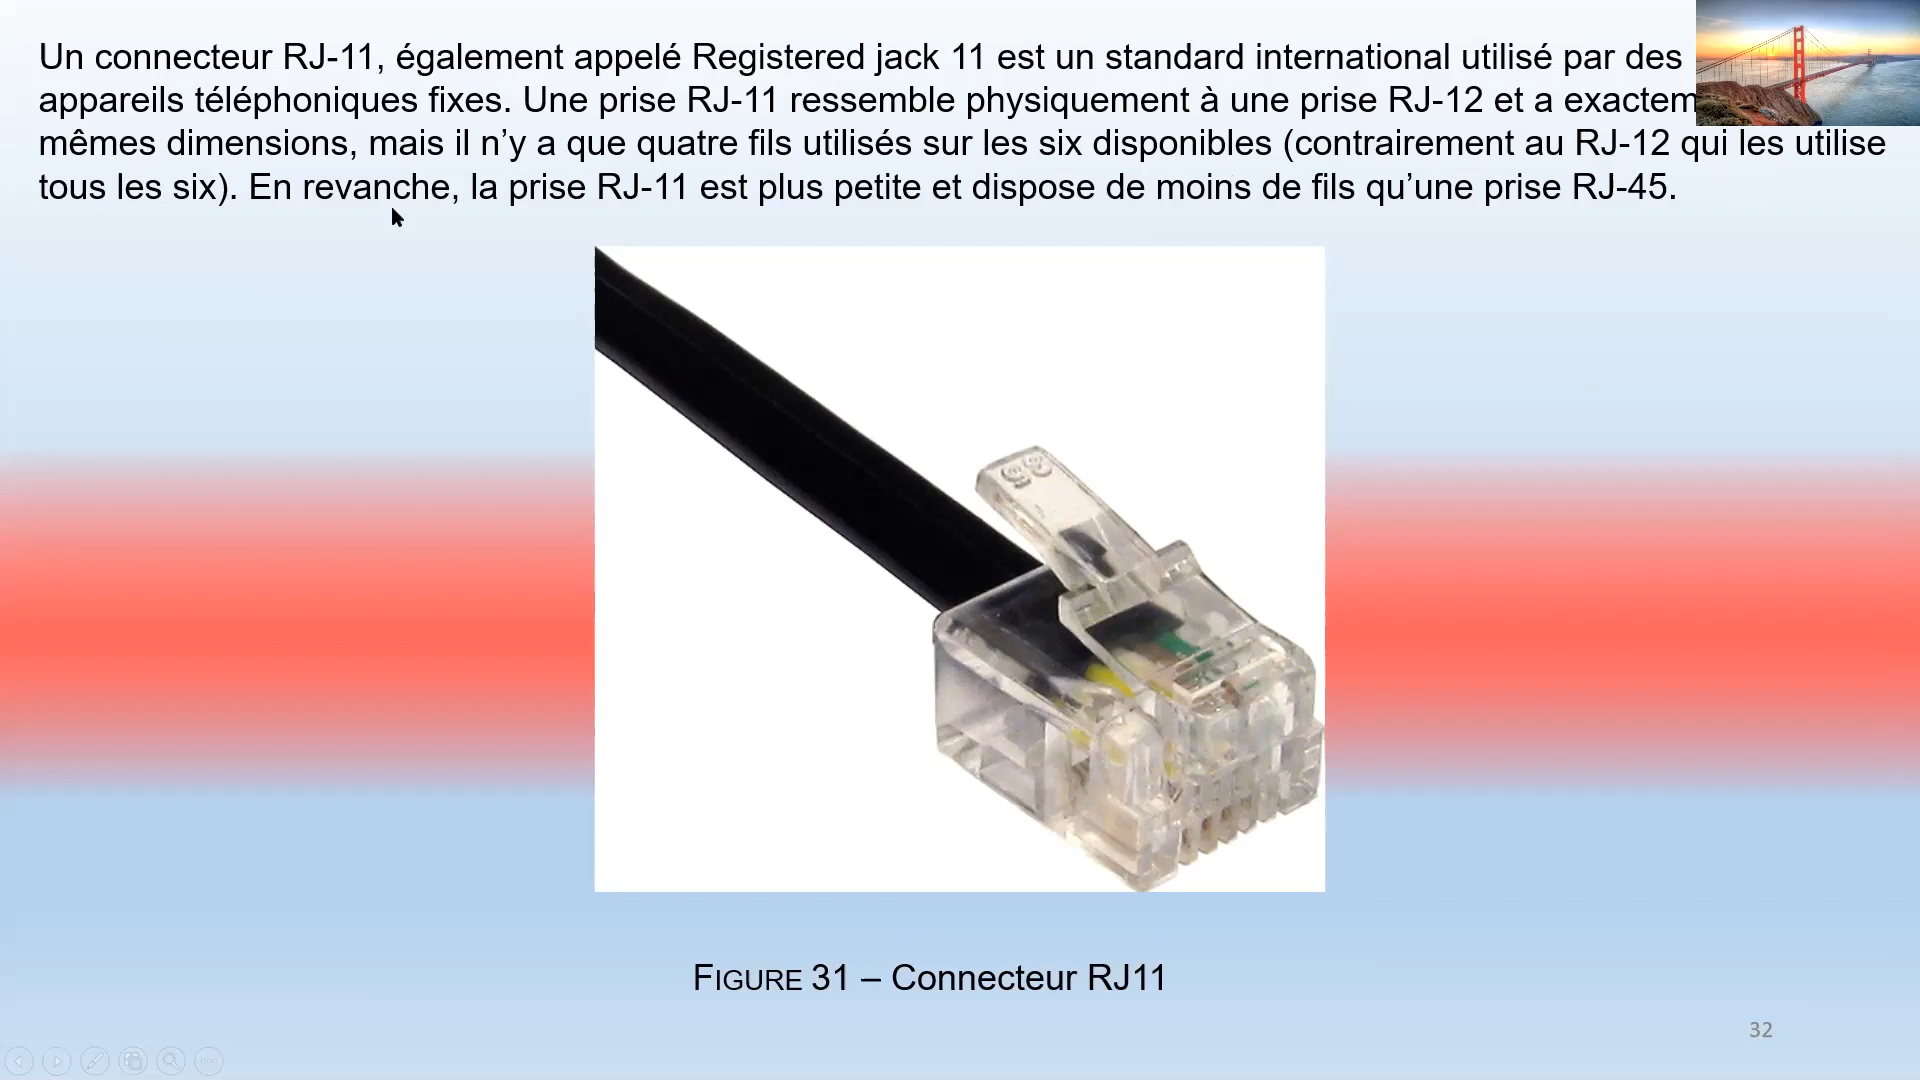 Un connecteur RJ-11, également appelé Registered jack 11 est un standard international utilisé par des
appareils téléphoniques fixes. Une prise RJ-11 ressemble physiquement à une prise RJ-12 et a
mêmes dimensions, mais il n’y a que quatre fils utilisés sur les six disponibles (contrairement au RJ-12 qui les utilise
tous les six). En revanche, la prise RJ-11 est plus petite et dispose de moins de fils qu’une prise RJ-45.
FIGURE 31 – Connecteur RJ11
32